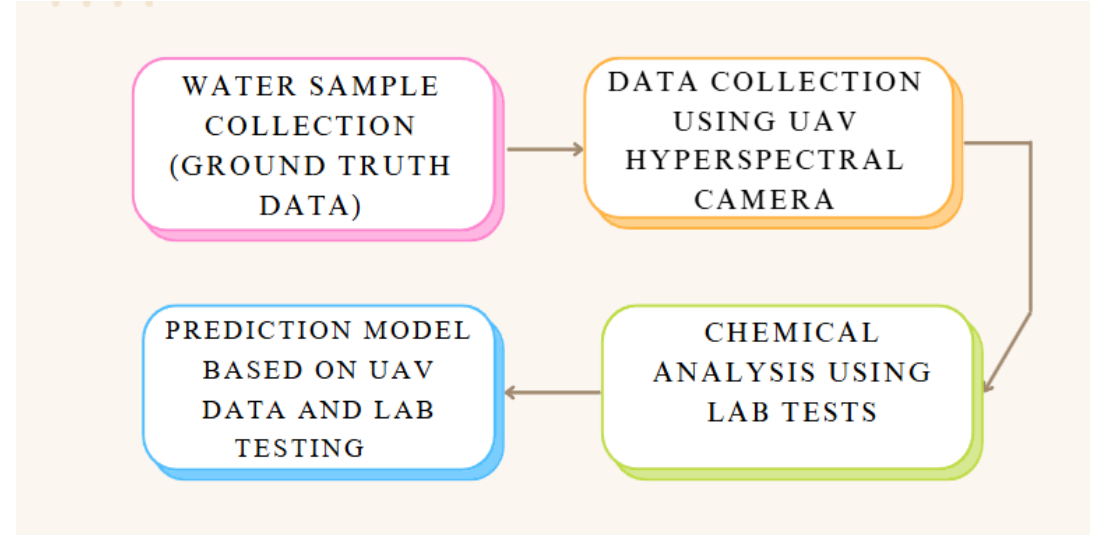 WATER SAMPLE
COLLECTION
(GROUND TRUTH
DATA)
DATA COLLECTION
USING UAV
HYPERSPECTRAL
CAMERA
CHEMICAL
ANALYSIS USING
LAB TESTS
PREDICTION MODEL
BASED ON UAV
DATA AND LAB
TESTING